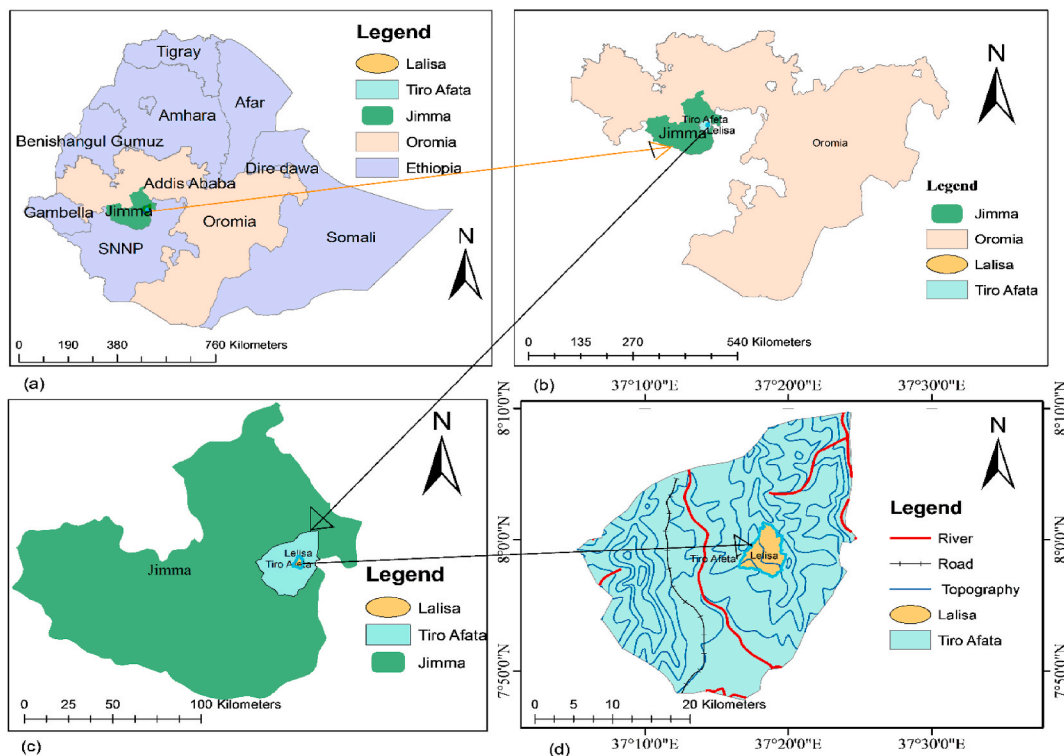 Legend
Lalisa
Tiro Afata
Jimma
Oromia
Ethiopia
Tigray
Afar
Amhara
Benishangul Gumuz
Dire dawa
Addis Ababa
Gambella
Jimma
Oromia
SNNP
Somali
N
0 190 380 760 Kilometers
(a)
N
Tiro Afeta
Jimma
Lelisa
Oromia
Legend
Jimma
Oromia
Lalisa
Tiro Afata
0 135 270 540 Kilometers
(b)
N
Lelisa
Tiro Afata
Jimma
Legend
Lalisa
Tiro Afata
Jimma
0 25 50 100 Kilometers
(c)
37°10'0"E 37°20'0"E 37°30'0"E
8°10'0"N
8°0'0"N
7°50'0"N
8°10'0"N
8°0'0"N
7°50'0"N
N
Lelisa
Tiro Afeta
Legend
River
Road
Topography
Lalisa
Tiro Afata
0 5 10 20 Kilometers
37°10'0"E 37°20'0"E 37°30'0"E
(d)